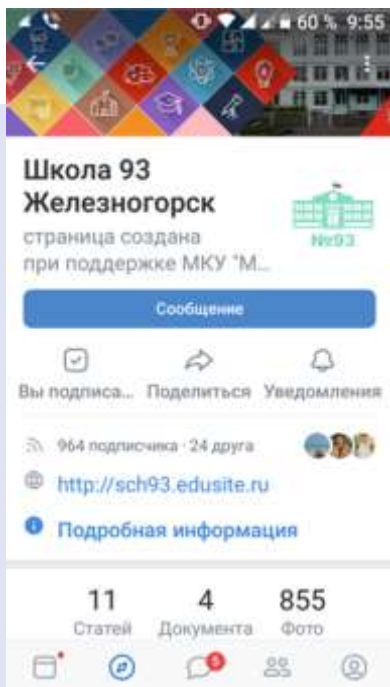 60 % 9:55
Школа 93
Железногорск
№93
страница создана
при поддержке МКУ "М...
Сообщение
Вы подписа... Поделиться Уведомления
964 подписчика · 24 друга
http://sch93.edusite.ru
Подробная информация
11 4 855
Статей Документа Фото
5